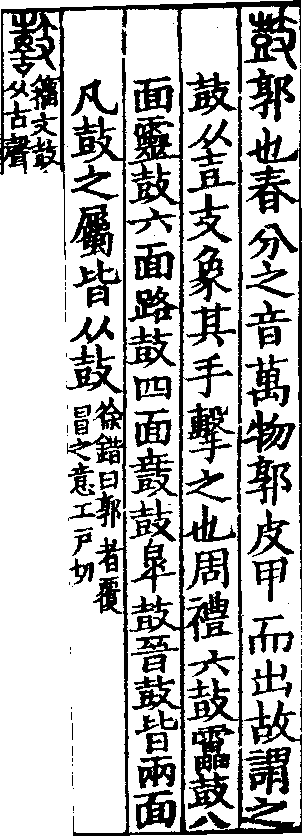 鼓郭也春分之音萬物郭皮甲而出故謂之
鼓从壴支象其手擊之也周禮六鼓靁鼓八
面靈鼓六面路鼓四面鼖鼓皐鼓晉鼓皆兩面
凡鼓之屬皆从鼓
徐鍇曰郭者覆
冒之意工戶切
𪔐
籒文鼓
从古聲